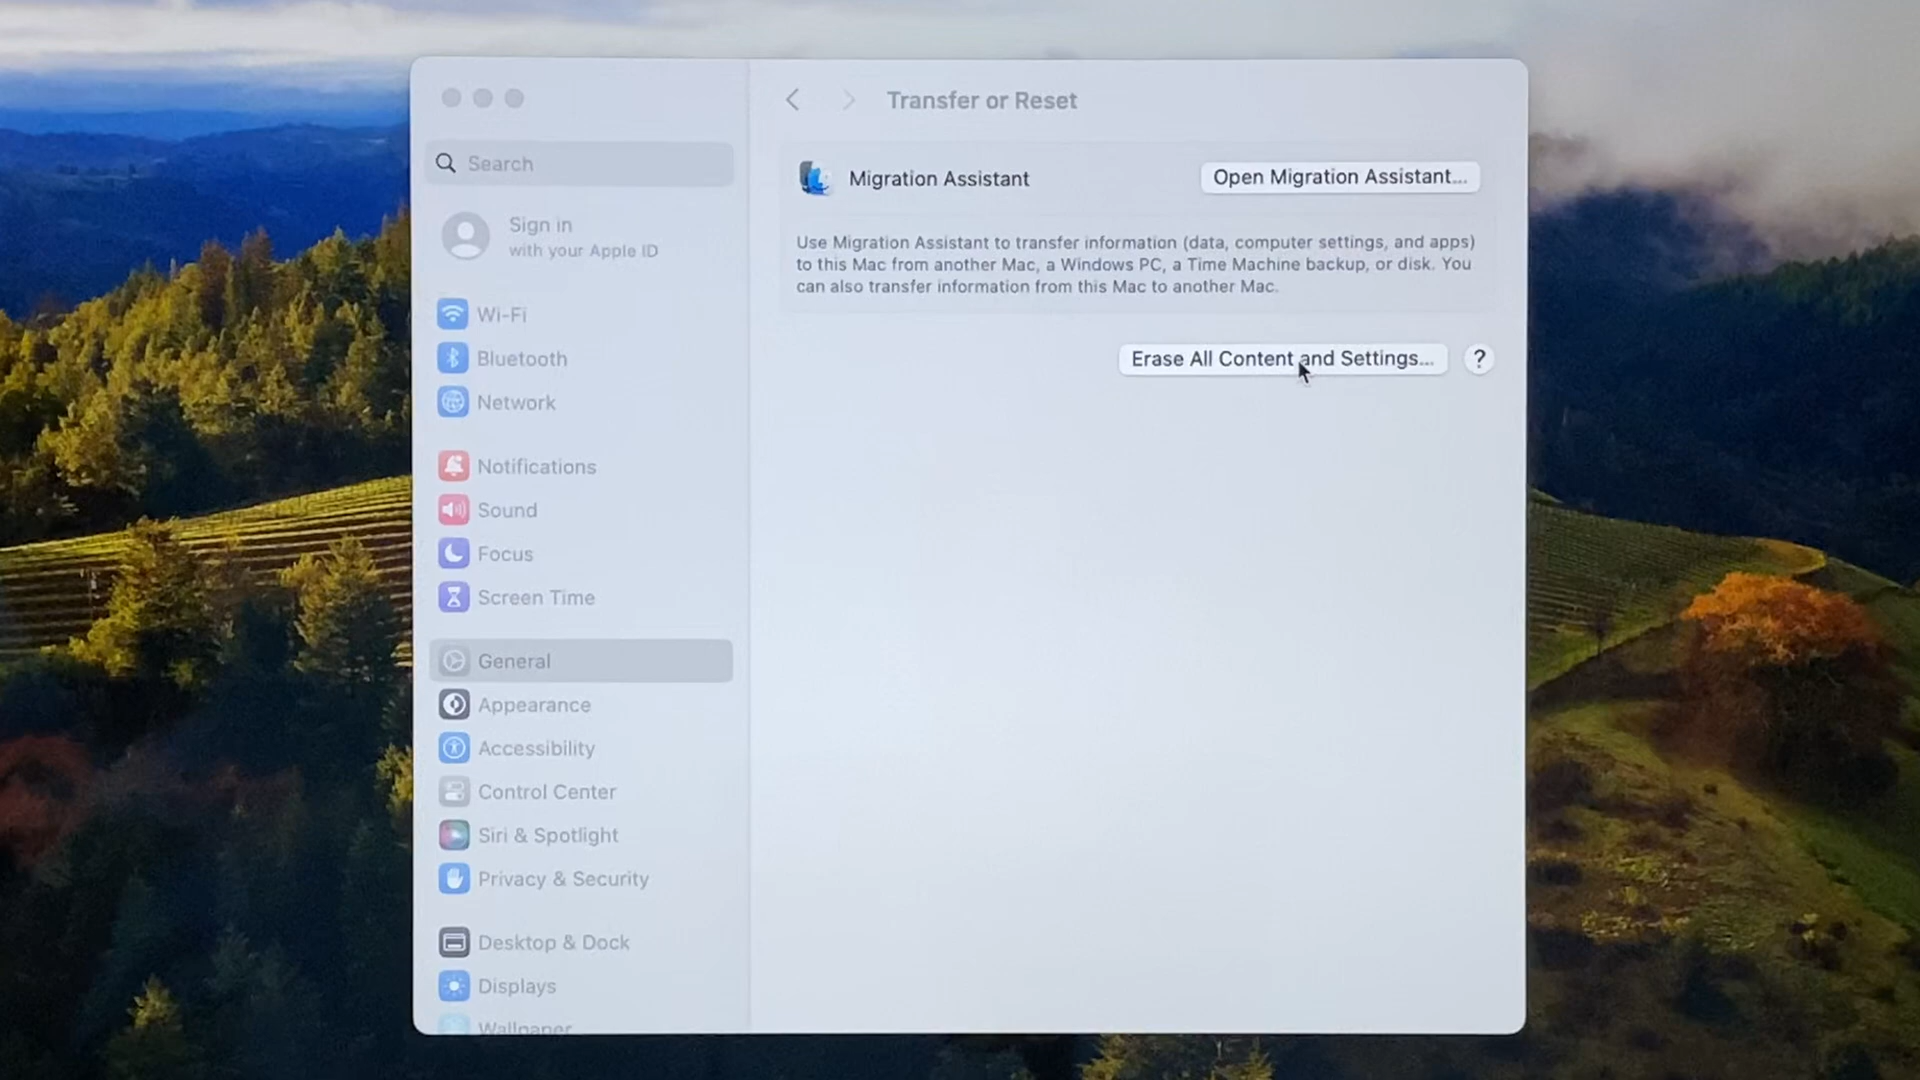 Transfer or Reset
Search
Sign in
with your Apple ID
Wi-Fi
Bluetooth
Network
Notifications
Sound
Focus
Screen Time
General
Appearance
Accessibility
Control Center
Siri & Spotlight
Privacy & Security
Desktop & Dock
Displays
Wallpaper
Migration Assistant
Open Migration Assistant...
Use Migration Assistant to transfer information (data, computer settings, and apps)
to this Mac from another Mac, a Windows PC, a Time Machine backup, or disk. You
can also transfer information from this Mac to another Mac.
Erase All Content and Settings...
?